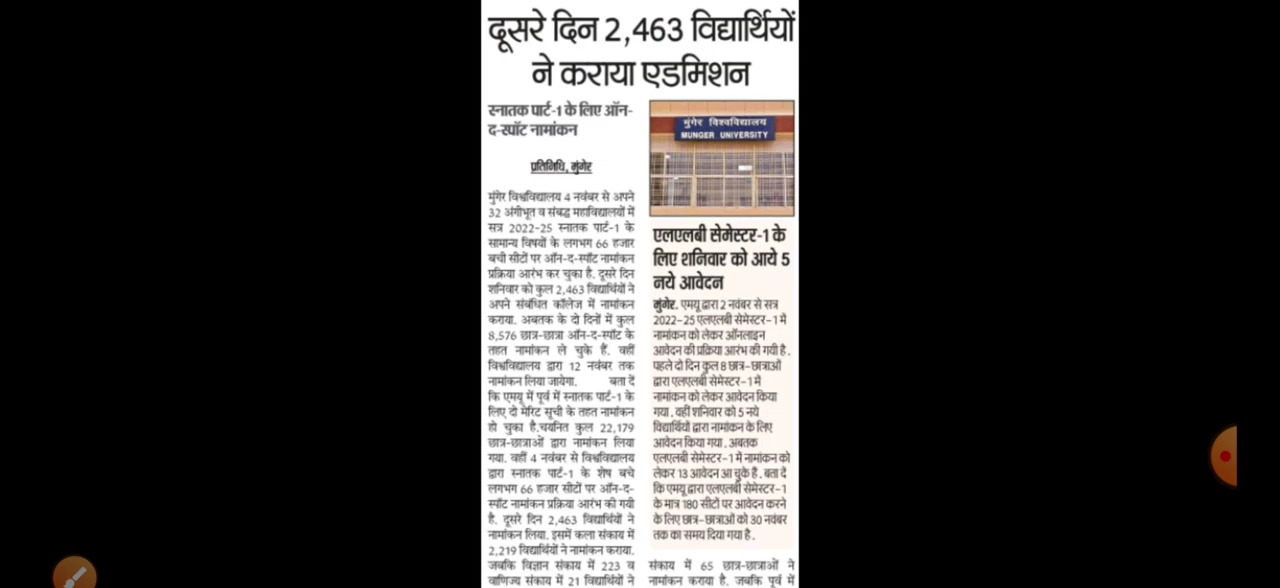 दूसरे दिन 2,463 विद्यार्थियों
ने कराया एडमिशन
स्नातक पार्ट-1 के लिए ऑन-
द-स्पॉट नामांकन
प्रतिनिधि, मुंगेर
मुंगेर विश्वविद्यालय 4 नवंबर से अपने
32 अंगीभूत व संबद्ध महाविद्यालयों में
सत्र 2022-25 स्नातक पार्ट-1 के
सामान्य विषयों के लगभग 66 हजार
बची सीटों पर ऑन-द-स्पॉट नामांकन
प्रक्रिया आरंभ कर चुका है. दूसरे दिन
शनिवार को कुल 2,463 विद्यार्थियों ने
अपने संबंधित कॉलेज में नामांकन
कराया. अबतक के दो दिनों में कुल
8,576 छात्र-छात्रा ऑन-द-स्पॉट के
तहत नामांकन ले चुके हैं. वहीं
विश्वविद्यालय द्वारा 12 नवंबर तक
नामांकन लिया जायेगा. बता दें
कि एमयू में पूर्व में स्नातक पार्ट-1 के
लिए दो मेरिट सूची के तहत नामांकन
हो चुका है.चयनित कुल 22,179
छात्र-छात्राओं द्वारा नामांकन लिया
गया. वहीं 4 नवंबर से विश्वविद्यालय
द्वारा स्नातक पार्ट-1 के शेष बचे
लगभग 66 हजार सीटों पर ऑन-द-
स्पॉट नामांकन प्रक्रिया आरंभ की गयी
है. दूसरे दिन 2,463 विद्यार्थियों ने
नामांकन लिया. इसमें कला संकाय में
2,219 विद्यार्थियों ने नामांकन कराया.
जबकि विज्ञान संकाय में 223 व
वाणिज्य संकाय में 21 विद्यार्थियों ने
मुंगेर विश्वविद्यालय
MUNGER UNIVERSITY
एलएलबी सेमेस्टर-1 के
लिए शनिवार को आये 5
नये आवेदन
मुंगेर. एमयू द्वारा 2 नवंबर से सत्र
2022-25 एलएलबी सेमेस्टर-1 में
नामांकन को लेकर ऑनलाइन
आवेदन की प्रक्रिया आरंभ की गयी है.
पहले दो दिन कुल 8 छात्र-छात्राओं
द्वारा एलएलबी सेमेस्टर-1 में
नामांकन को लेकर आवेदन किया
गया. वहीं शनिवार को 5 नये
विद्यार्थियों द्वारा नामांकन के लिए
आवेदन किया गया. अबतक
एलएलबी सेमेस्टर-1 में नामांकन को
लेकर 13 आवेदन आ चुके हैं. बता दें
कि एमयू द्वारा एलएलबी सेमेस्टर-1
के मात्र 180 सीटों पर आवेदन करने
के लिए छात्र-छात्राओं को 30 नवंबर
तक का समय दिया गया है.
संकाय में 65 छात्र-छात्राओं ने
नामांकन कराया है. जबकि पूर्व में